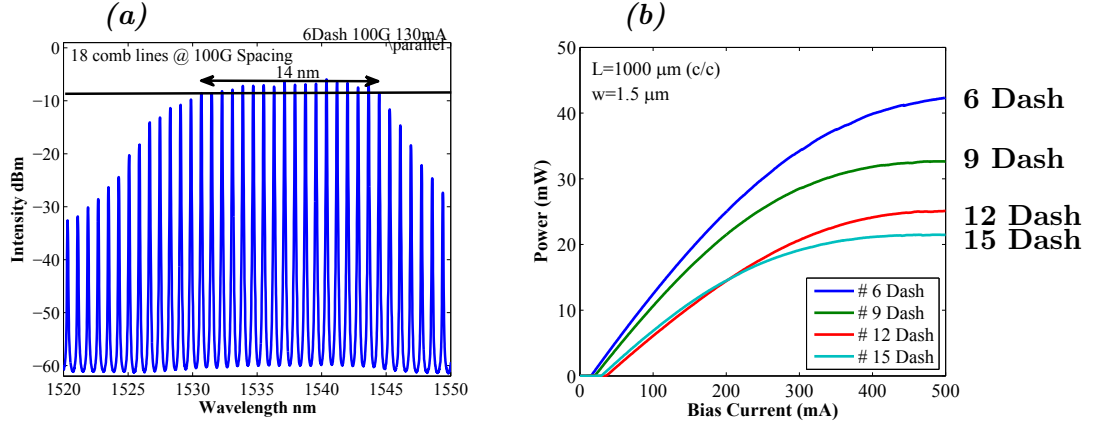 (a)
6Dash 100G 130mA
\parallel
18 comb lines @ 100G Spacing
14 nm
0
−10
−20
−30
−40
−50
−60
Intensity dBm
1520
1525
1530
1535
1540
1545
1550
Wavelength nm
(b)
L=1000 μm (c/c)
w=1.5 μm
50
40
30
20
10
0
Power (mW)
0
100
200
300
400
500
Bias Current (mA)
# 6 Dash
# 9 Dash
# 12 Dash
# 15 Dash
6 Dash
9 Dash
12 Dash
15 Dash